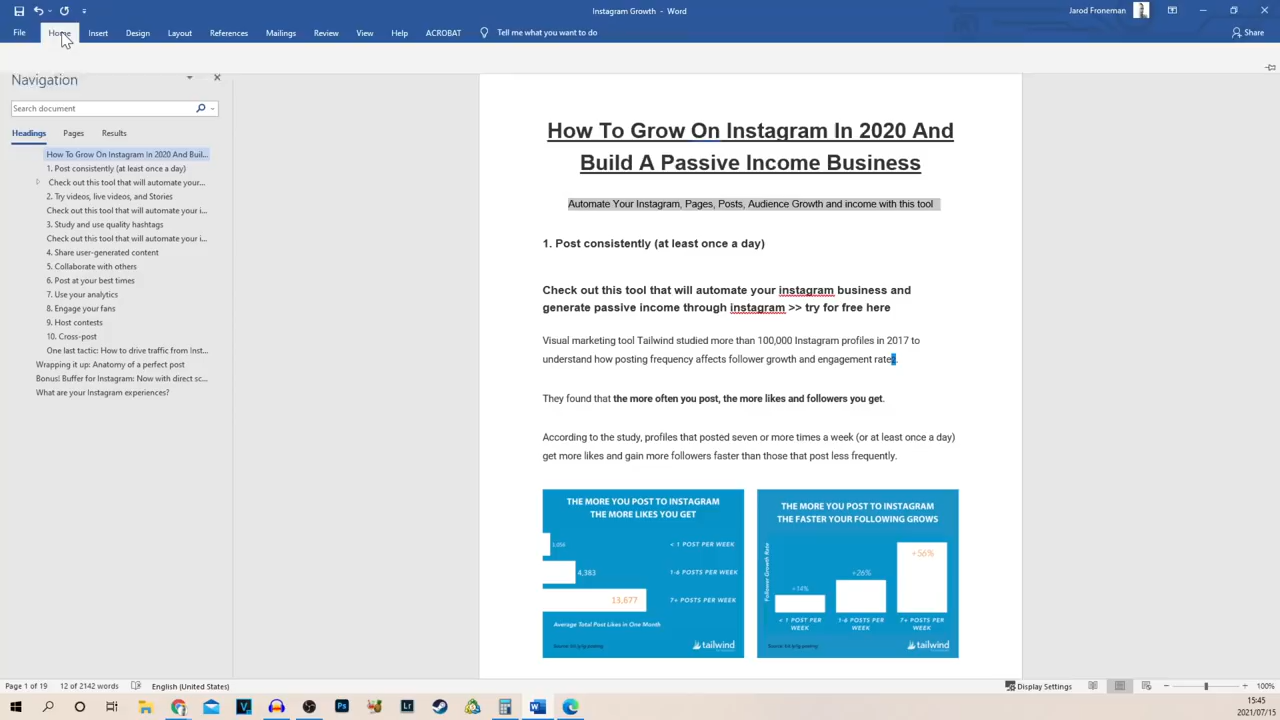 Instagram Growth - Word
Jarod Froneman
File Home Insert Design Layout References Mailings Review View Help ACROBAT Tell me what you want to do Share
Navigation
Search document
Headings Pages Results
How To Grow On Instagram In 2020 And Buil...
1. Post consistently (at least once a day)
Check out this tool that will automate your...
2. Try videos, live videos, and Stories
Check out this tool that will automate your i...
3. Study and use quality hashtags
Check out this tool that will automate your i...
4. Share user-generated content
5. Collaborate with others
6. Post at your best times
7. Use your analytics
8. Engage your fans
9. Host contests
10. Cross-post
One last tactic: How to drive traffic from Inst...
Wrapping it up: Anatomy of a perfect post
Bonus! Buffer for Instagram: Now with direct sc...
What are your Instagram experiences?
How To Grow On Instagram In 2020 And
Build A Passive Income Business
Automate Your Instagram, Pages, Posts, Audience Growth and income with this tool
1. Post consistently (at least once a day)
Check out this tool that will automate your instagram business and
generate passive income through instagram >> try for free here
Visual marketing tool Tailwind studied more than 100,000 Instagram profiles in 2017 to
understand how posting frequency affects follower growth and engagement rate.
They found that the more often you post, the more likes and followers you get.
According to the study, profiles that posted seven or more times a week (or at least once a day)
get more likes and gain more followers faster than those that post less frequently.
THE MORE YOU POST TO INSTAGRAM
THE MORE LIKES YOU GET
< 1 POST PER WEEK
4,383 1-6 POSTS PER WEEK
13,677 7+ POSTS PER WEEK
Average Total Post Likes in One Month
tailwind
THE MORE YOU POST TO INSTAGRAM
THE FASTER YOUR FOLLOWING GROWS
Follower Growth Rate
+14% +26% +56%
< 1 POST PER WEEK
1-6 POSTS PER WEEK
7+ POSTS PER WEEK
tailwind
Page 1 of 19 12 of 2142 words English (United States) Display Settings 100%
15:45
2021/07/15